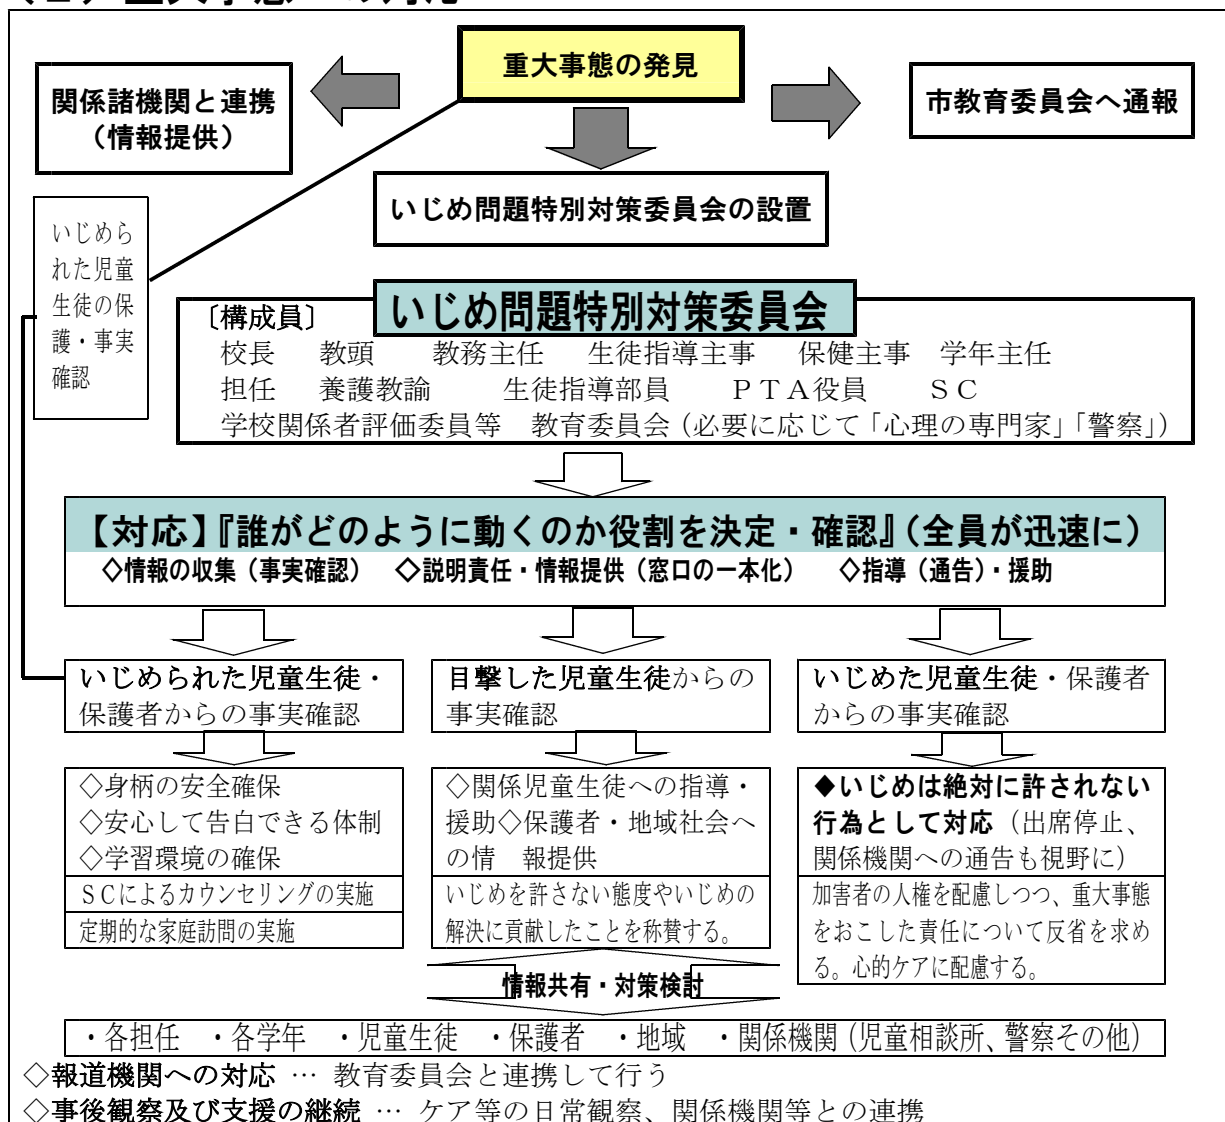 重大事態の発見
関係諸機関と連携
（情報提供）
市教育委員会へ通報
いじめ問題特別対策委員会の設置
いじめら
れた児童
生徒の保
護・事実
確認
いじめ問題特別対策委員会
〔構成員〕
校長　教頭　教務主任　生徒指導主事　保健主事　学年主任
担任　養護教諭　生徒指導部員　ＰＴＡ役員　ＳＣ
学校関係者評価委員等　教育委員会（必要に応じて「心理の専門家」「警察」）
【対応】『誰がどのように動くのか役割を決定・確認』（全員が迅速に）
◇情報の収集（事実確認）　◇説明責任・情報提供（窓口の一本化）　◇指導（通告）・援助
いじめられた児童生徒・
保護者からの事実確認
目撃した児童生徒からの
事実確認
いじめた児童生徒・保護者
からの事実確認
◇身柄の安全確保
◇安心して告白できる体制
◇学習環境の確保
ＳＣによるカウンセリングの実施
定期的な家庭訪問の実施
◇関係児童生徒への指導・
援助◇保護者・地域社会へ
の情　報提供
いじめを許さない態度やいじめの
解決に貢献したことを称賛する。
◆いじめは絶対に許されない
行為として対応（出席停止、
関係機関への通告も視野に）
加害者の人権を配慮しつつ、重大事態
をおこした責任について反省を求め
る。心的ケアに配慮する。
情報共有・対策検討
・各担任　・各学年　・児童生徒　・保護者　・地域　・関係機関（児童相談所、警察その他）
◇報道機関への対応 … 教育委員会と連携して行う
◇事後観察及び支援の継続 … ケア等の日常観察、関係機関等との連携